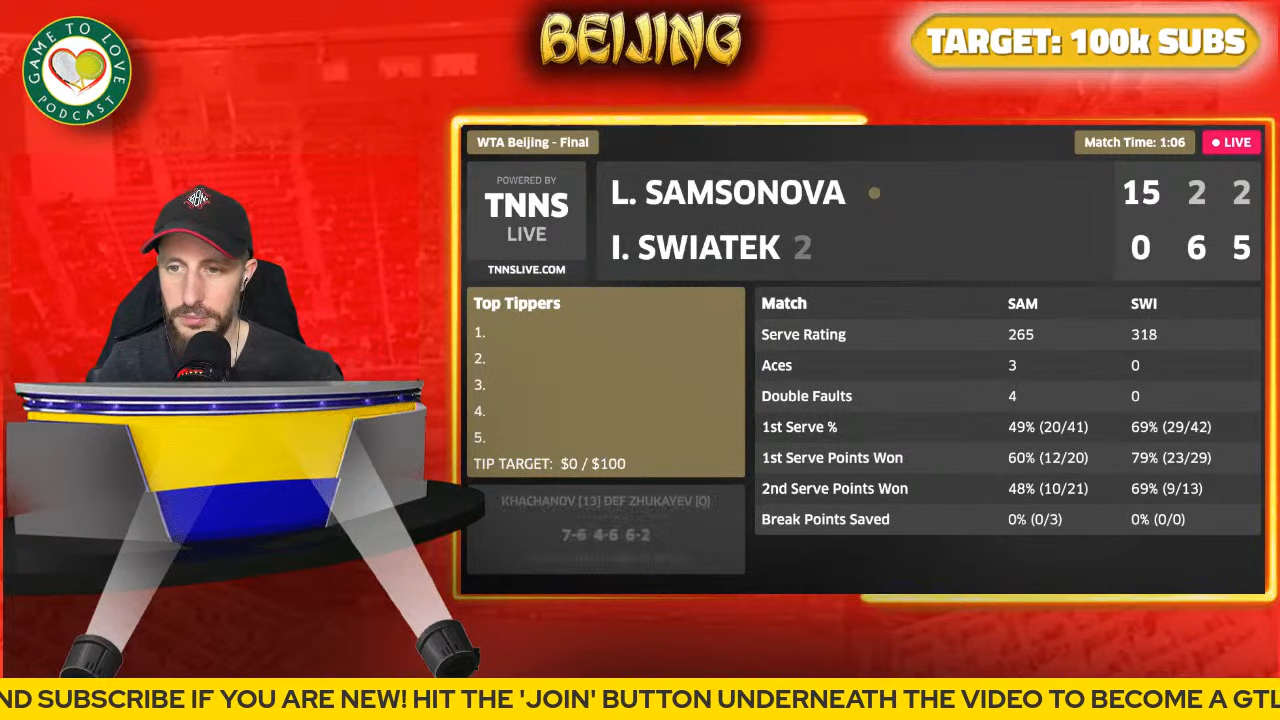 GAME TO LOVE
PODCAST
BEIJING
TARGET: 100k SUBS
WTA Beijing - Final
Match Time: 1:06
LIVE
POWERED BY
TNNS
LIVE
TNNSLIVE.COM
L. SAMSONOVA 15 2 2
I. SWIATEK 2 0 6 5
Top Tippers
1.
2.
3.
4.
5.
TIP TARGET: $0 / $100
KHACHANOV [13] DEF ZHUKAYEV [0]
7-6 4-6 6-2
Match SAM SWI
Serve Rating 265 318
Aces 3 0
Double Faults 4 0
1st Serve % 49% (20/41) 69% (29/42)
1st Serve Points Won 60% (12/20) 79% (23/29)
2nd Serve Points Won 48% (10/21) 69% (9/13)
Break Points Saved 0% (0/3) 0% (0/0)
ND SUBSCRIBE IF YOU ARE NEW! HIT THE 'JOIN' BUTTON UNDERNEATH THE VIDEO TO BECOME A GTL